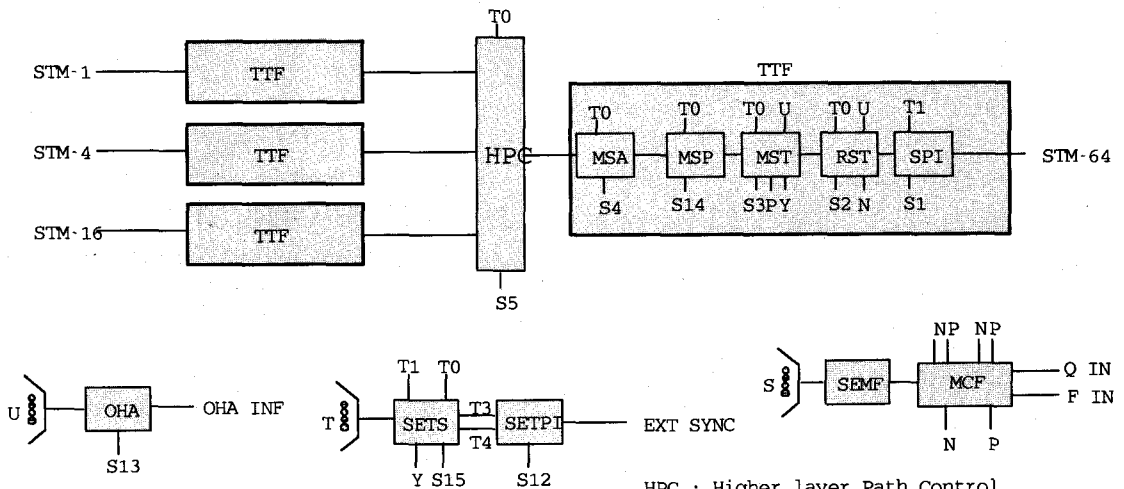 T0
STM-1
TTF
TTF
T0 T0 T0 U T0 U T1
STM-4
TTF
HPC
MSA MSP MST RST SPI
STM-64
S4 S14 S3PY S2 N S1
STM-16
TTF
S5
NP NP
T1 T0
Q IN
S
SEMF
MCF
F IN
U
OHA
OHA INF
T
SETS
T3
T4
SETPI
EXT SYNC
N P
S13
Y S15
S12
HPC : Higher layer Path Control